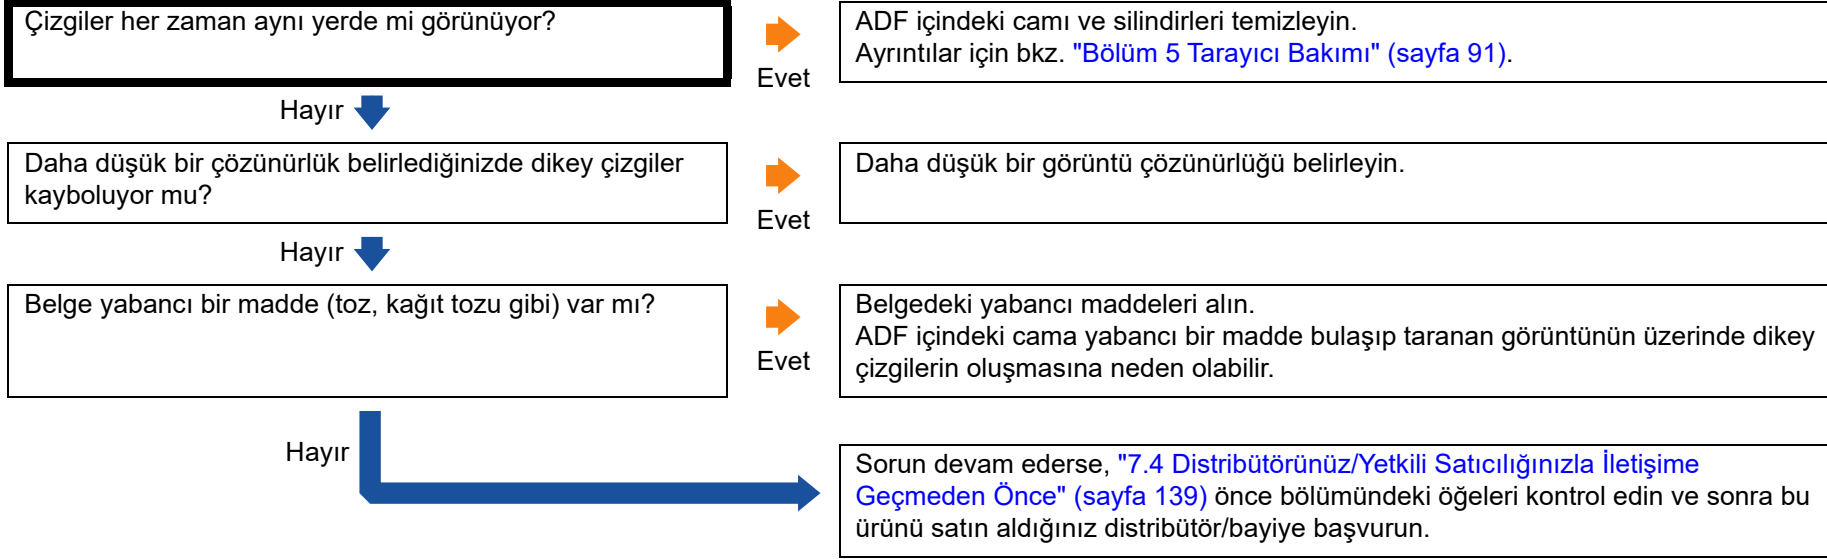 Çizgiler her zaman aynı yerde mi görünüyor?
Evet
ADF içindeki camı ve silindirleri temizleyin.
Ayrıntılar için bkz. "Bölüm 5 Tarayıcı Bakımı" (sayfa 91).
Hayır
Daha düşük bir çözünürlük belirlediğinizde dikey çizgiler
kayboluyor mu?
Evet
Daha düşük bir görüntü çözünürlüğü belirleyin.
Hayır
Belge yabancı bir madde (toz, kağıt tozu gibi) var mı?
Evet
Belgedeki yabancı maddeleri alın.
ADF içindeki cama yabancı bir madde bulaşıp taranan görüntünün üzerinde dikey
çizgilerin oluşmasına neden olabilir.
Hayır
Sorun devam ederse, "7.4 Distribütörünüz/Yetkili Satıcılığınızla İletişime
Geçmeden Önce" (sayfa 139) önce bölümündeki öğeleri kontrol edin ve sonra bu
ürünü satın aldığınız distribütör/bayiye başvurun.